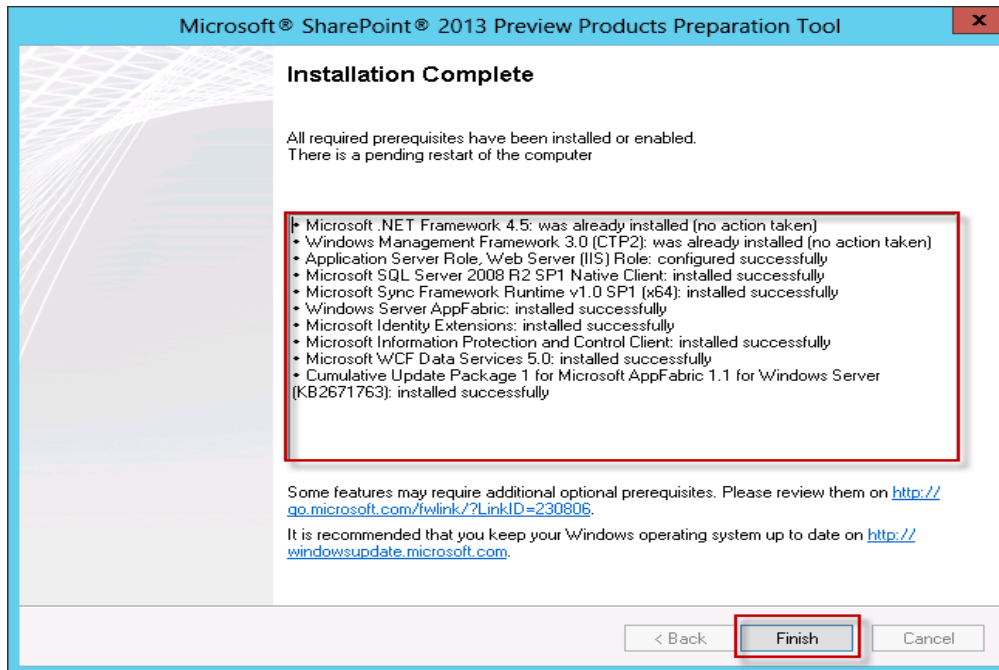 Microsoft® SharePoint® 2013 Preview Products Preparation Tool
x
Installation Complete
All required prerequisites have been installed or enabled.
There is a pending restart of the computer
• Microsoft .NET Framework 4.5: was already installed (no action taken)
• Windows Management Framework 3.0 (CTP2): was already installed (no action taken)
• Application Server Role, Web Server (IIS) Role: configured successfully
• Microsoft SQL Server 2008 R2 SP1 Native Client: installed successfully
• Microsoft Sync Framework Runtime v1.0 SP1 (x64): installed successfully
• Windows Server AppFabric: installed successfully
• Microsoft Identity Extensions: installed successfully
• Microsoft Information Protection and Control Client: installed successfully
• Microsoft WCF Data Services 5.0: installed successfully
• Cumulative Update Package 1 for Microsoft AppFabric 1.1 for Windows Server
(KB2671763): installed successfully
Some features may require additional optional prerequisites. Please review them on http://
go.microsoft.com/fwlink/?LinkID=230806.
It is recommended that you keep your Windows operating system up to date on http://
windowsupdate.microsoft.com.
< Back Finish Cancel